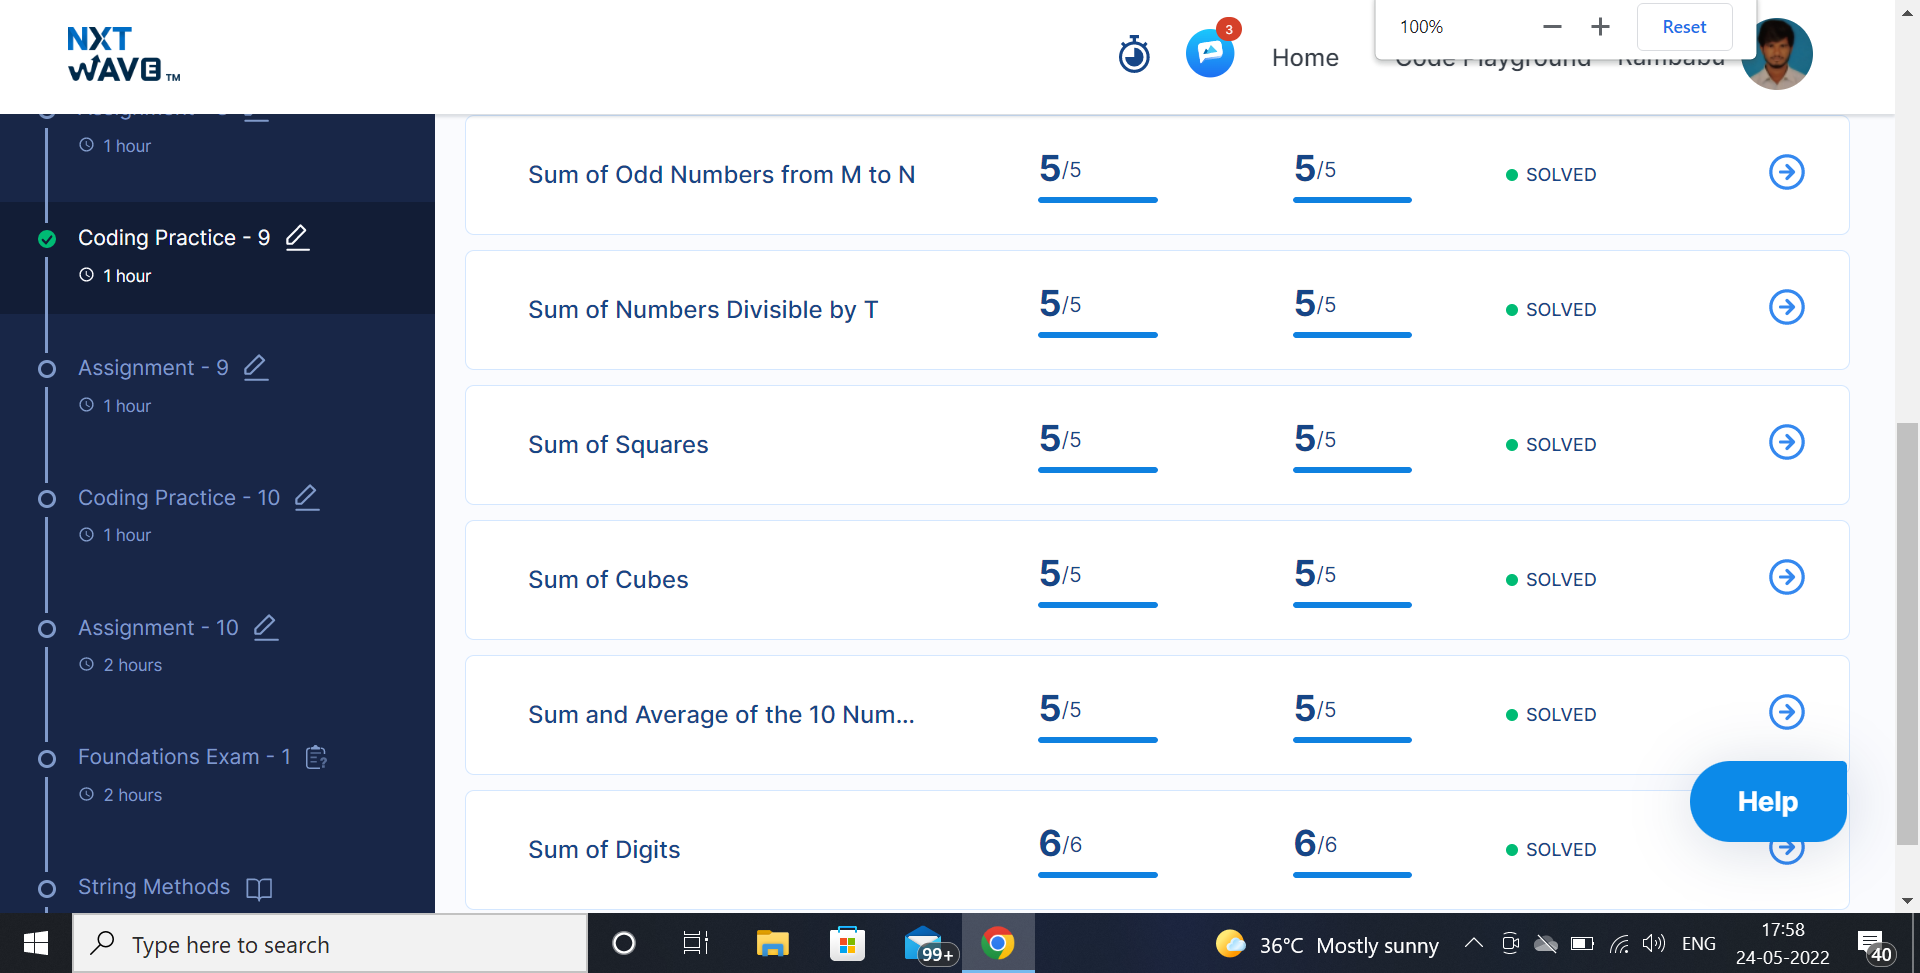 100%
Reset
NXT
WAVE TM
3
Home
Code Playground
Rambabu
Assignment
1 hour
Coding Practice - 9
1 hour
Assignment - 9
1 hour
Coding Practice - 10
1 hour
Assignment - 10
2 hours
Foundations Exam - 1
2 hours
String Methods
Sum of Odd Numbers from M to N 5/5 5/5 SOLVED
Sum of Numbers Divisible by T 5/5 5/5 SOLVED
Sum of Squares 5/5 5/5 SOLVED
Sum of Cubes 5/5 5/5 SOLVED
Sum and Average of the 10 Num... 5/5 5/5 SOLVED
Sum of Digits 6/6 6/6 SOLVED
Help
Type here to search
99+
36°C Mostly sunny
ENG
17:58
24-05-2022
40